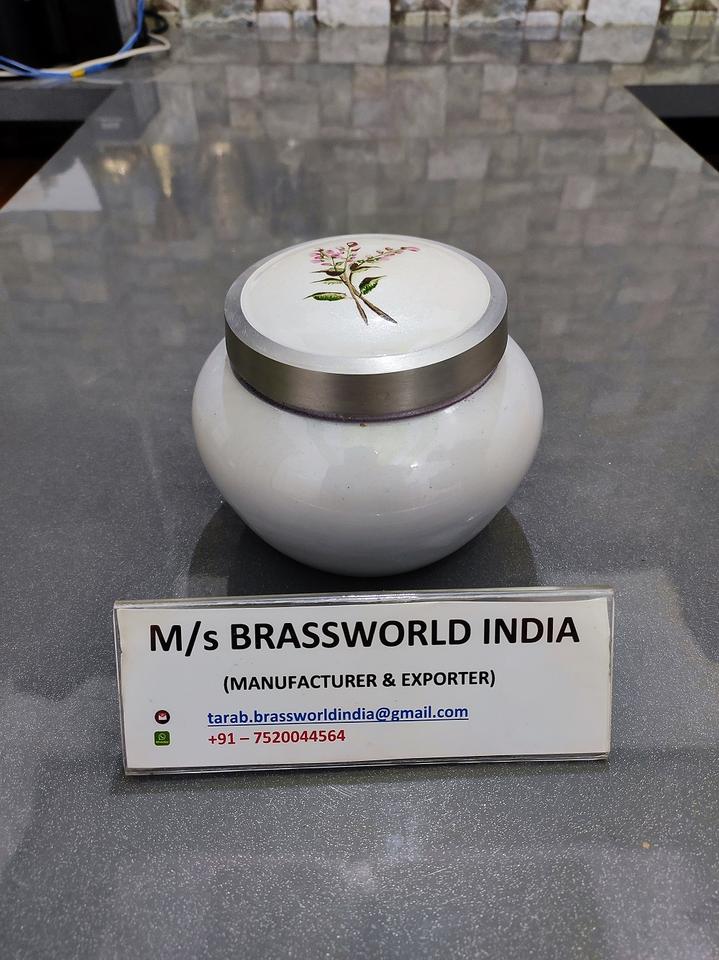 M/s BRASSWORLD INDIA
(MANUFACTURER & EXPORTER)
tarab.brassworldindia@gmail.com
+91 – 7520044564